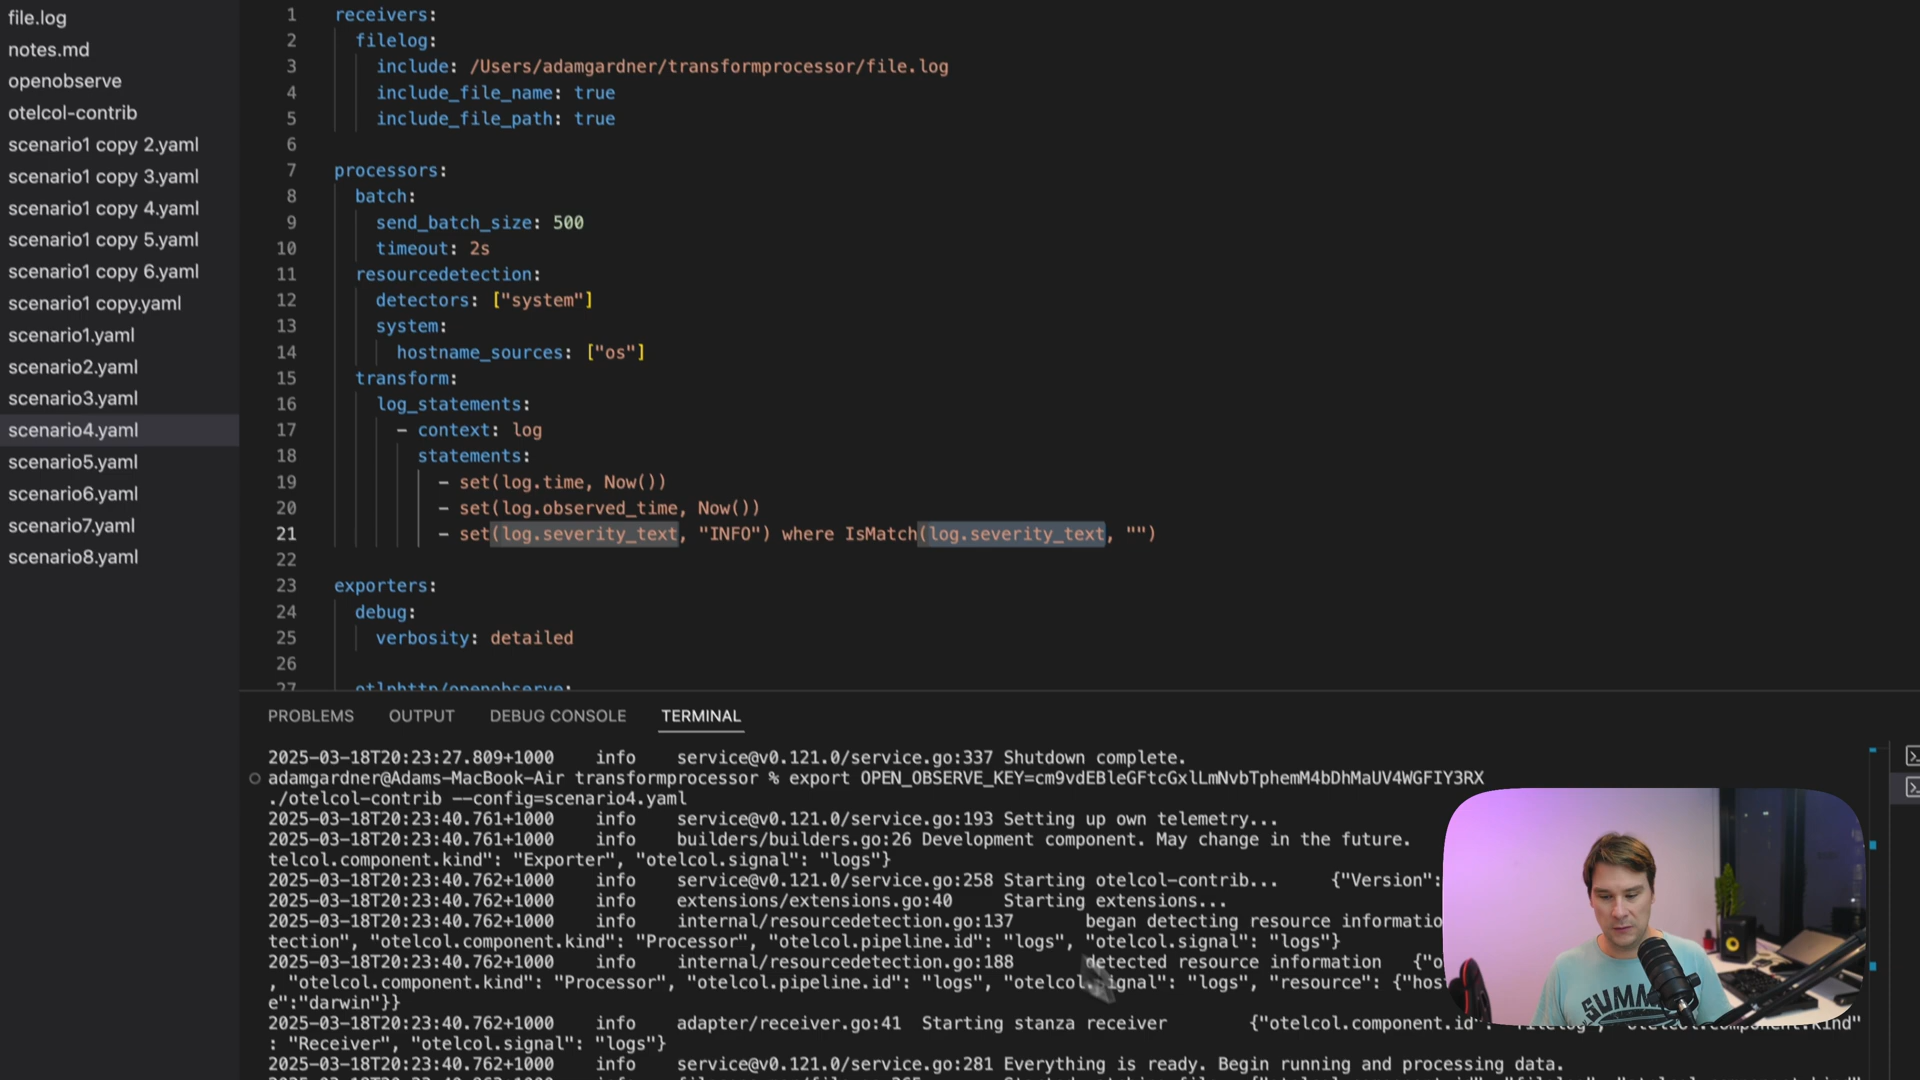 file.log
notes.md
openobserve
otelcol-contrib
scenario1 copy 2.yaml
scenario1 copy 3.yaml
scenario1 copy 4.yaml
scenario1 copy 5.yaml
scenario1 copy 6.yaml
scenario1 copy.yaml
scenario1.yaml
scenario2.yaml
scenario3.yaml
scenario4.yaml
scenario5.yaml
scenario6.yaml
scenario7.yaml
scenario8.yaml
1 receivers:
2 filelog:
3 include: /Users/adamgardner/transformprocessor/file.log
4 include_file_name: true
5 include_file_path: true
6
7 processors:
8 batch:
9 send_batch_size: 500
10 timeout: 2s
11 resourcedetection:
12 detectors: ["system"]
13 system:
14 hostname_sources: ["os"]
15 transform:
16 log_statements:
17 - context: log
18 statements:
19 - set(log.time, Now())
20 - set(log.observed_time, Now())
21 - set(log.severity_text, "INFO") where IsMatch(log.severity_text, "")
22
23 exporters:
24 debug:
25 verbosity: detailed
26
27 otlphttp/openobserve:
PROBLEMS OUTPUT DEBUG CONSOLE TERMINAL
2025-03-18T20:23:27.809+1000 info service@v0.121.0/service.go:337 Shutdown complete.
adamgardner@Adams-MacBook-Air transformprocessor % export OPEN_OBSERVE_KEY=cm9vdEBleGFtcGxlLmNvbTphemM4bDhMaUV4WGFIY3RX
./otelcol-contrib --config=scenario4.yaml
2025-03-18T20:23:40.761+1000 info service@v0.121.0/service.go:193 Setting up own telemetry...
2025-03-18T20:23:40.761+1000 info builders/builders.go:26 Development component. May change in the future.
telcol.component.kind": "Exporter", "otelcol.signal": "logs"}
2025-03-18T20:23:40.762+1000 info service@v0.121.0/service.go:258 Starting otelcol-contrib... {"Version":
2025-03-18T20:23:40.762+1000 info extensions/extensions.go:40 Starting extensions...
2025-03-18T20:23:40.762+1000 info internal/resourcedetection.go:137 began detecting resource informatio
tection", "otelcol.component.kind": "Processor", "otelcol.pipeline.id": "logs", "otelcol.signal": "logs"}
2025-03-18T20:23:40.762+1000 info internal/resourcedetection.go:188 detected resource information {"o
, "otelcol.component.kind": "Processor", "otelcol.pipeline.id": "logs", "otelcol.signal": "logs", "resource": {"hos
e":"darwin"}}
2025-03-18T20:23:40.762+1000 info adapter/receiver.go:41 Starting stanza receiver {"otelcol.component.id":
: "Receiver", "otelcol.signal": "logs"}
2025-03-18T20:23:40.762+1000 info service@v0.121.0/service.go:281 Everything is ready. Begin running and processing data.